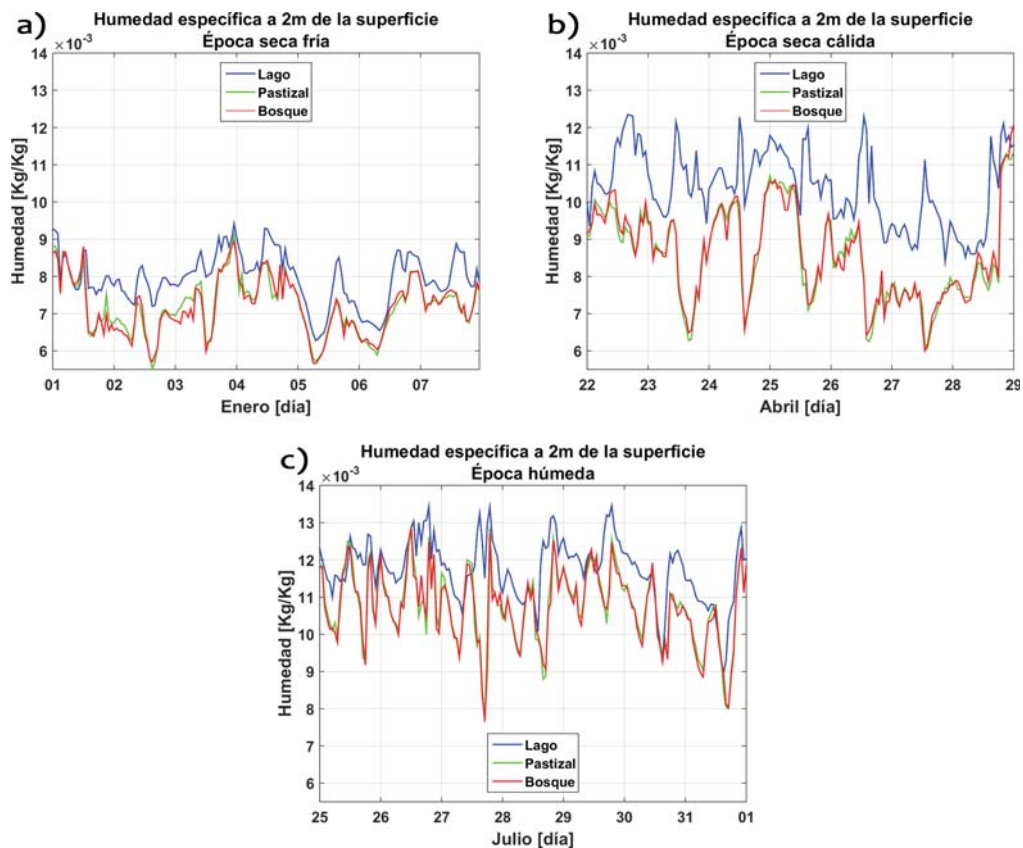 a)
Humedad específica a 2m de la superficie
Época seca fría
×10-3
14
13
12
11
10
9
8
7
6
Humedad [Kg/Kg]
Lago
Pastizal
Bosque
01 02 03 04 05 06 07
Enero [día]
b)
Humedad específica a 2m de la superficie
Época seca cálida
×10-3
14
13
12
11
10
9
8
7
6
Humedad [Kg/Kg]
Lago
Pastizal
Bosque
22 23 24 25 26 27 28 29
Abril [día]
c)
Humedad específica a 2m de la superficie
Época húmeda
×10-3
14
13
12
11
10
9
8
7
6
Humedad [Kg/Kg]
Lago
Pastizal
Bosque
25 26 27 28 29 30 31 01
Julio [día]